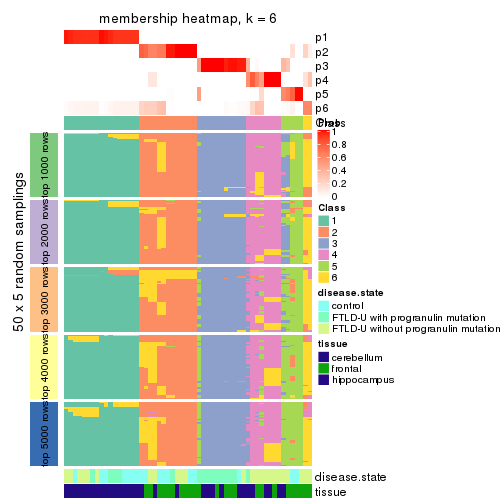 membership heatmap, k = 6
p1
p2
p3
p4
p5
p6
Class
Prob
1
0.8
0.6
0.4
0.2
0
Class
1
2
3
4
5
6
disease.state
control
FTLD-U with progranulin mutation
FTLD-U without progranulin mutation
tissue
cerebellum
frontal
hippocampus
50 x 5 random samplings
top 1000 rows
top 2000 rows
top 3000 rows
top 4000 rows
top 5000 rows
disease.state
tissue